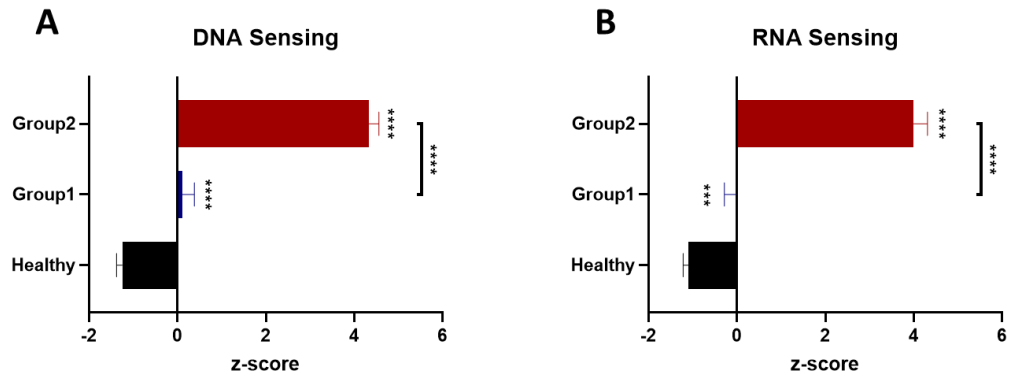 A
DNA Sensing
Group2
****
****
Group1
****
Healthy
-2 0 2 4 6
z-score
B
RNA Sensing
Group2
****
****
Group1
***
Healthy
-2 0 2 4 6
z-score